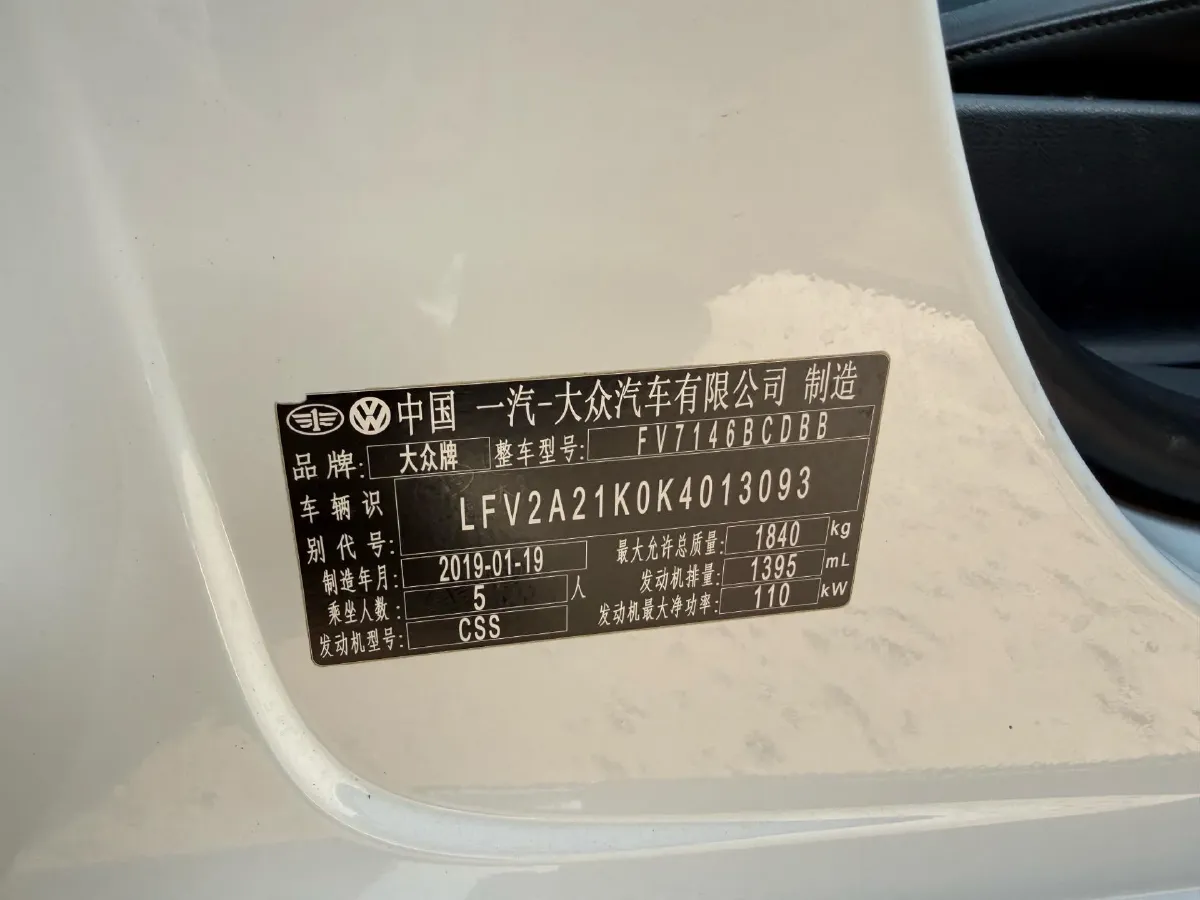 中国 一汽-大众汽车有限公司 制造
品牌: 大众牌 整车型号: FV7146BCDBB
车辆识别代号: LFV2A21K0K4013093
制造年月: 2019-01-19 最大允许总质量: 1840 kg
乘坐人数: 5 人 发动机排量: 1395 mL
发动机型号: CSS 发动机最大净功率: 110 kW